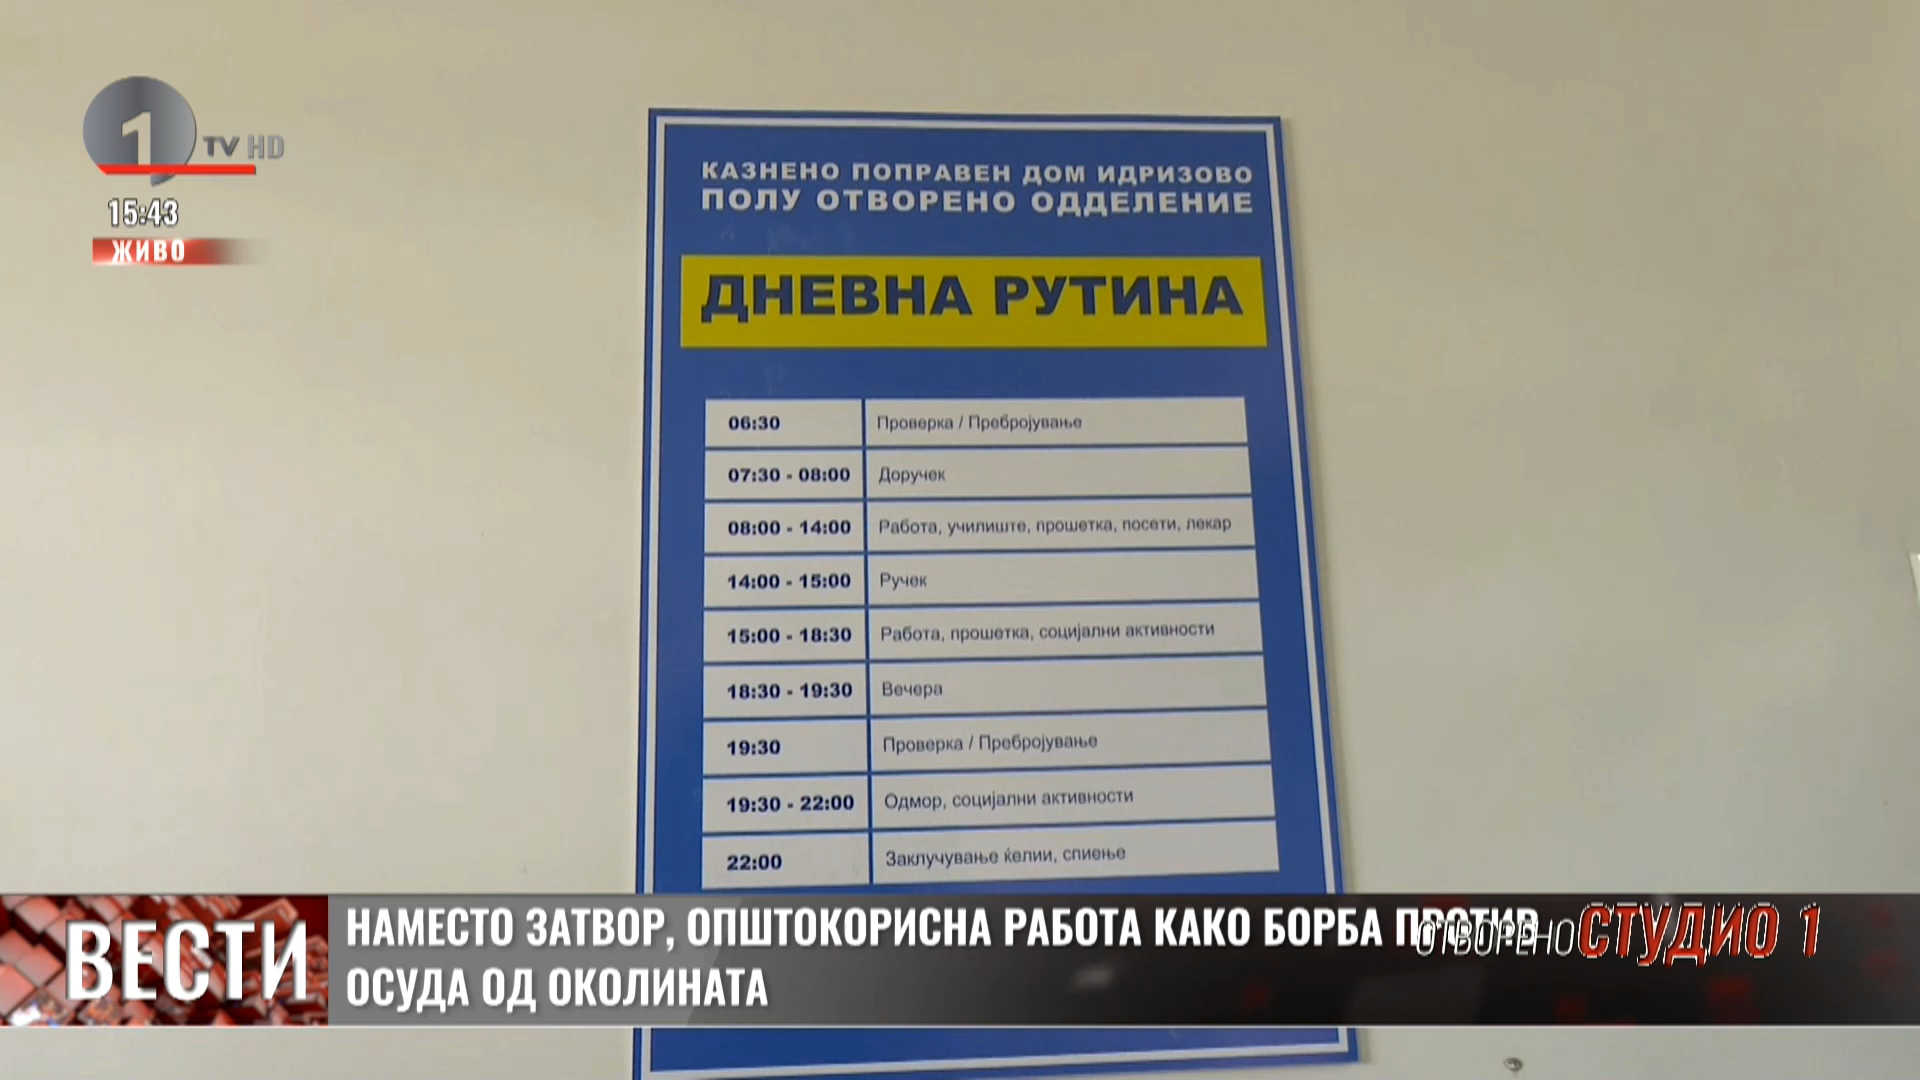 1 TV HD
15:43
ЖИВО
КАЗНЕНО ПОПРАВЕН ДОМ ИДРИЗОВО
ПОЛУ ОТВОРЕНО ОДДЕЛЕНИЕ
ДНЕВНА РУТИНА
06:30 Проверка / Пребројување
07:30 - 08:00 Доручек
08:00 - 14:00 Работа, училиште, прошетка, посети, лекар
14:00 - 15:00 Ручек
15:00 - 18:30 Работа, прошетка, социјални активности
18:30 - 19:30 Вечера
19:30 Проверка / Пребројување
19:30 - 22:00 Одмор, социјални активности
22:00 Заклучување ќелии, спиење
ВЕСТИ
НАМЕСТО ЗАТВОР, ОПШТОКОРИСНА РАБОТА КАКО БОРБА ПРОТИВ
ОСУДА ОД ОКОЛИНАТА
ОТВОРЕНО СТУДИО 1